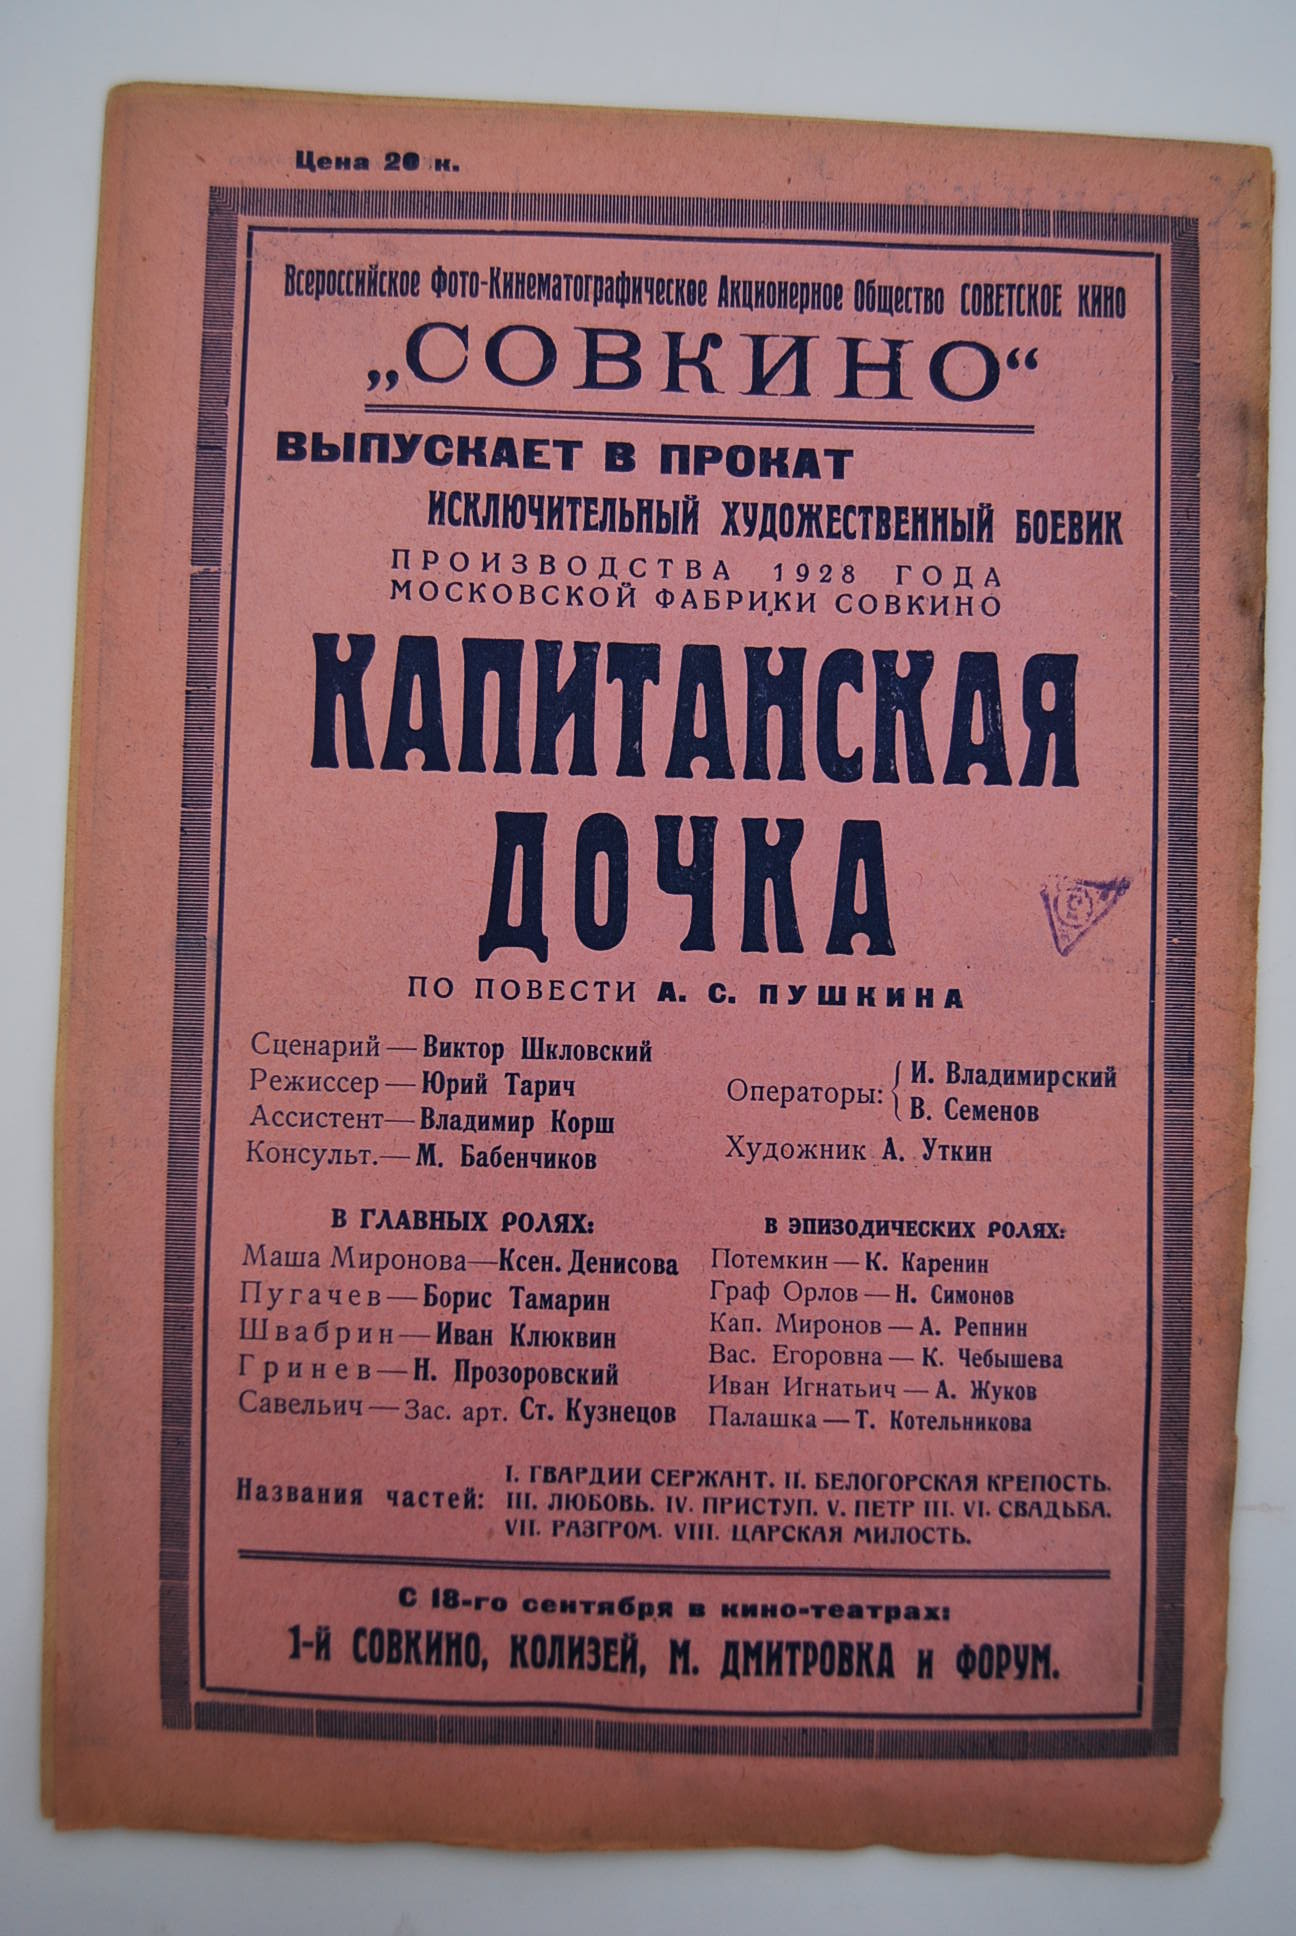 Цена 20 к.
Всероссийское Фото-Кинематографическое Акционерное Общество СОВЕТСКОЕ КИНО
„СОВКИНО“
ВЫПУСКАЕТ В ПРОКАТ
ИСКЛЮЧИТЕЛЬНЫЙ ХУДОЖЕСТВЕННЫЙ БОЕВИК
ПРОИЗВОДСТВА 1928 ГОДА
МОСКОВСКОЙ ФАБРИКИ СОВКИНО
КАПИТАНСКАЯ
ДОЧКА
ПО ПОВЕСТИ А. С. ПУШКИНА
Сценарий—Виктор Шкловский
Режиссер—Юрий Тарич
Ассистент—Владимир Корш
Консульт.—М. Бабенчиков
Операторы: И. Владимирский
В. Семенов
Художник А. Уткин
В ГЛАВНЫХ РОЛЯХ:
Маша Миронова—Ксен. Денисова
Пугачев—Борис Тамарин
Швабрин—Иван Клюквин
Гринев—Н. Прозоровский
Савельич—Зас. арт. Ст. Кузнецов
В ЭПИЗОДИЧЕСКИХ РОЛЯХ:
Потемкин—К. Каренин
Граф Орлов—Н. Симонов
Кап. Миронов—А. Репнин
Вас. Егоровна—К. Чебышева
Иван Игнатьич—А. Жуков
Палашка—Т. Котельникова
Названия частей: I. ГВАРДИИ СЕРЖАНТ. II. БЕЛОГОРСКАЯ КРЕПОСТЬ.
III. ЛЮБОВЬ. IV. ПРИСТУП. V. ПЕТР III. VI. СВАДЬБА.
VII. РАЗГРОМ. VIII. ЦАРСКАЯ МИЛОСТЬ.
С 18-го сентября в кино-театрах:
1-й СОВКИНО, КОЛИЗЕЙ, М. ДМИТРОВКА и ФОРУМ.